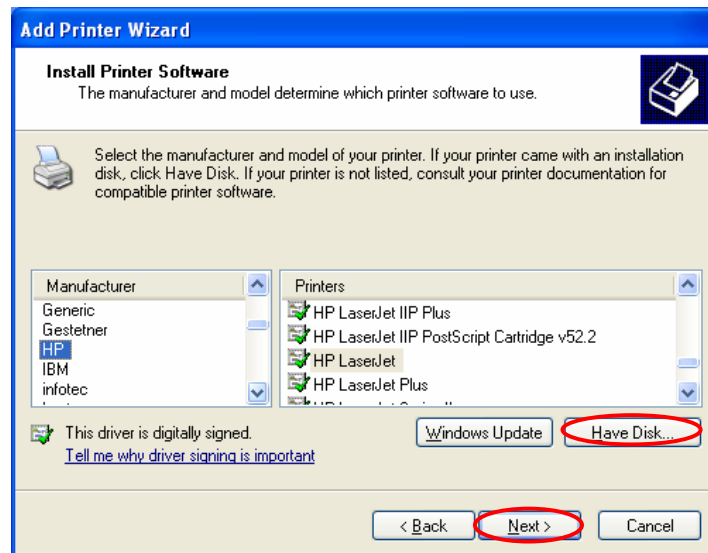 Add Printer Wizard
Install Printer Software
The manufacturer and model determine which printer software to use.
Select the manufacturer and model of your printer. If your printer came with an installation
disk, click Have Disk. If your printer is not listed, consult your printer documentation for
compatible printer software.
Manufacturer
Generic
Gestetner
HP
IBM
infotec
Printers
HP LaserJet IIP Plus
HP LaserJet IIP PostScript Cartridge v52.2
HP LaserJet
HP LaserJet Plus
This driver is digitally signed.
Tell me why driver signing is important
Windows Update
Have Disk...
< Back
Next >
Cancel